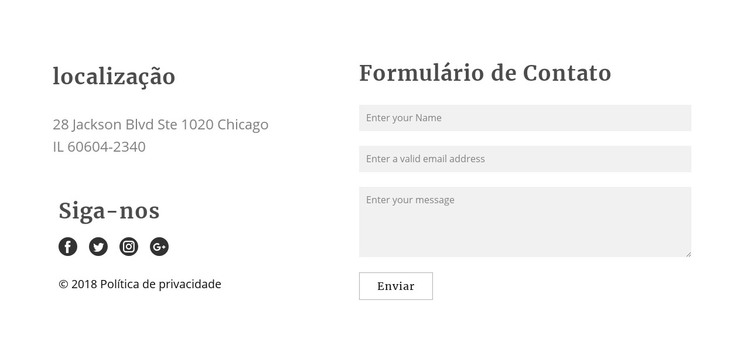 localização
28 Jackson Blvd Ste 1020 Chicago
IL 60604-2340
Siga-nos
© 2018 Política de privacidade
Formulário de Contato
Enter your Name
Enter a valid email address
Enter your message
Enviar